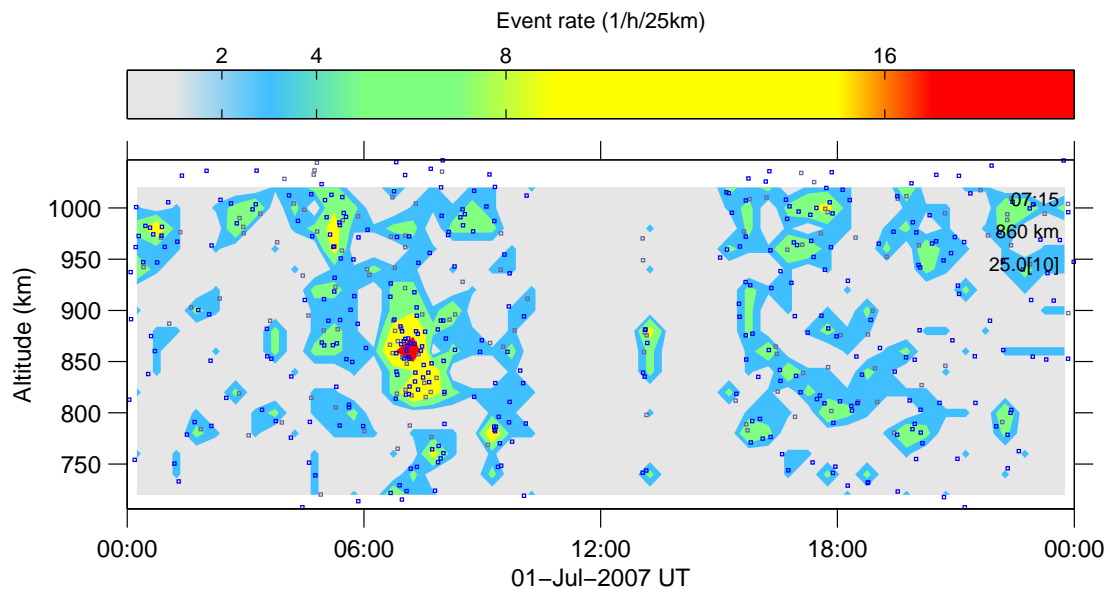 Event rate (1/h/25km)
2 4 8 16
Altitude (km)
1000
950
900
850
800
750
07:15
860 km
25.0[10]
00:00 06:00 12:00 18:00 00:00
01−Jul−2007 UT